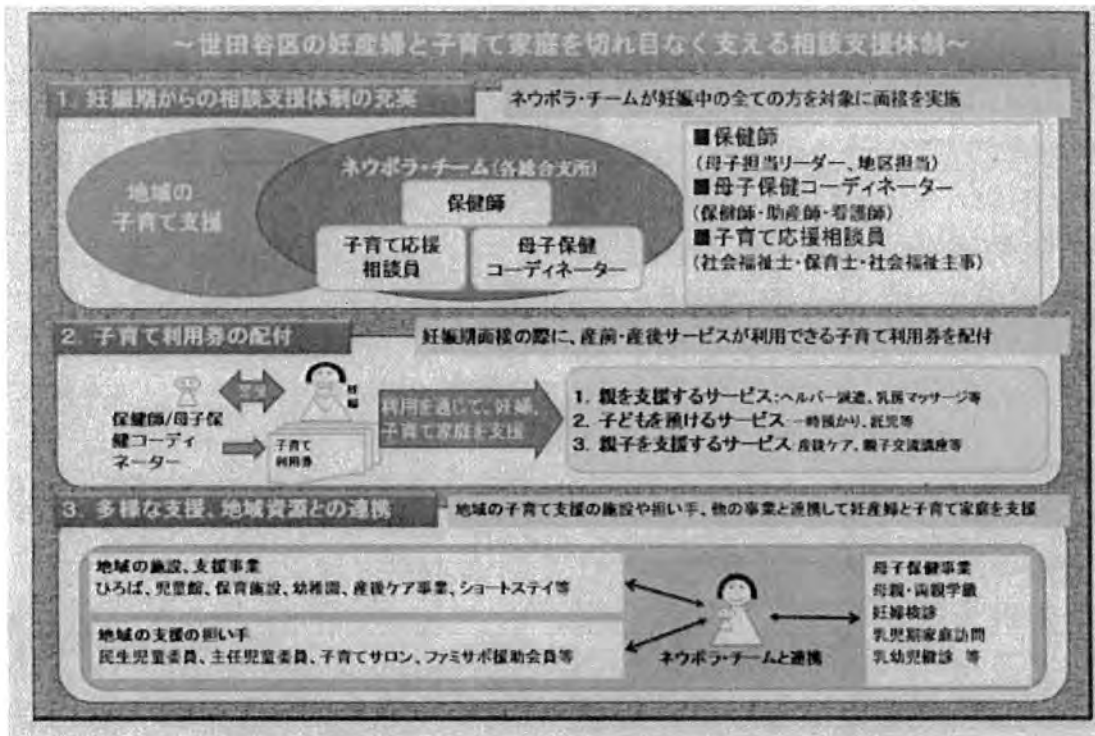 ～世田谷区の妊産婦と子育て家庭を切れ目なく支える相談支援体制～
1. 妊娠期からの相談支援体制の充実
ネウボラ・チームが妊娠中の全ての方を対象に面接を実施
地域の
子育て支援
ネウボラ・チーム(各総合支所)
保健師
子育て応援
相談員
母子保健
コーディネーター
■保健師
(母子担当リーダー、地区担当)
■母子保健コーディネーター
(保健師・助産師・看護師)
■子育て応援相談員
(社会福祉士・保育士・社会福祉主事)
2. 子育て利用券の配付
妊娠期面接の際に、産前・産後サービスが利用できる子育て利用券を配付
保健師/母子保
健コーディ
ネーター
妊婦
子育て
利用券
利用を通じて、妊婦、
子育て家庭を支援
1. 親を支援するサービス:ヘルパー派遣、乳房マッサージ等
2. 子どもを預けるサービス 一時預かり、託児等
3. 親子を支援するサービス 産後ケア、親子交流講座等
3. 多様な支援、地域資源との連携
地域の子育て支援の施設や担い手、他の事業と連携して妊産婦と子育て家庭を支援
地域の施設、支援事業
ひろば、児童館、保育施設、幼稚園、産後ケア事業、ショートステイ等
地域の支援の担い手
民生児童委員、主任児童委員、子育てサロン、ファミサポ援助会員等
ネウボラ・チームと連携
母子保健事業
母親・両親学級
妊婦検診
乳児期家庭訪問
乳幼児健診 等